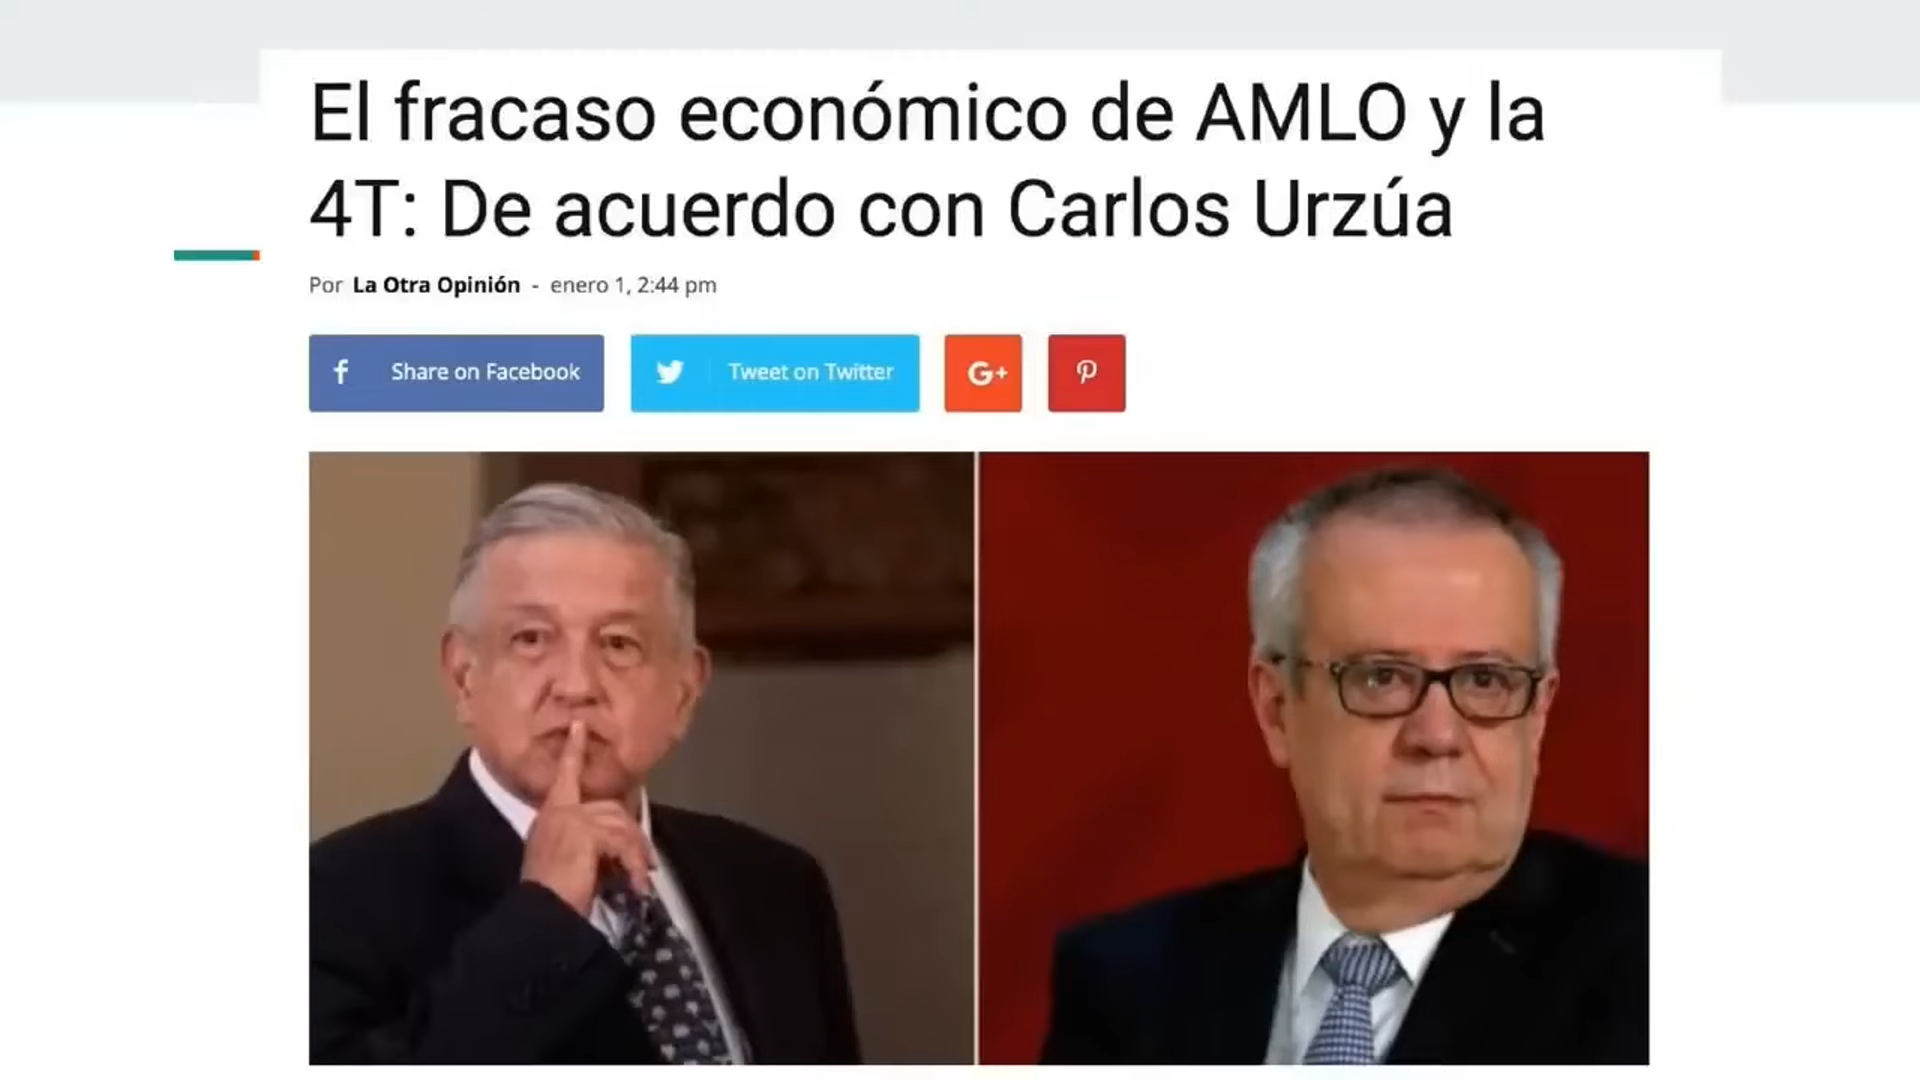 El fracaso económico de AMLO y la
4T: De acuerdo con Carlos Urzúa
Por La Otra Opinión - enero 1, 2:44 pm
f Share on Facebook
Tweet on Twitter
G+